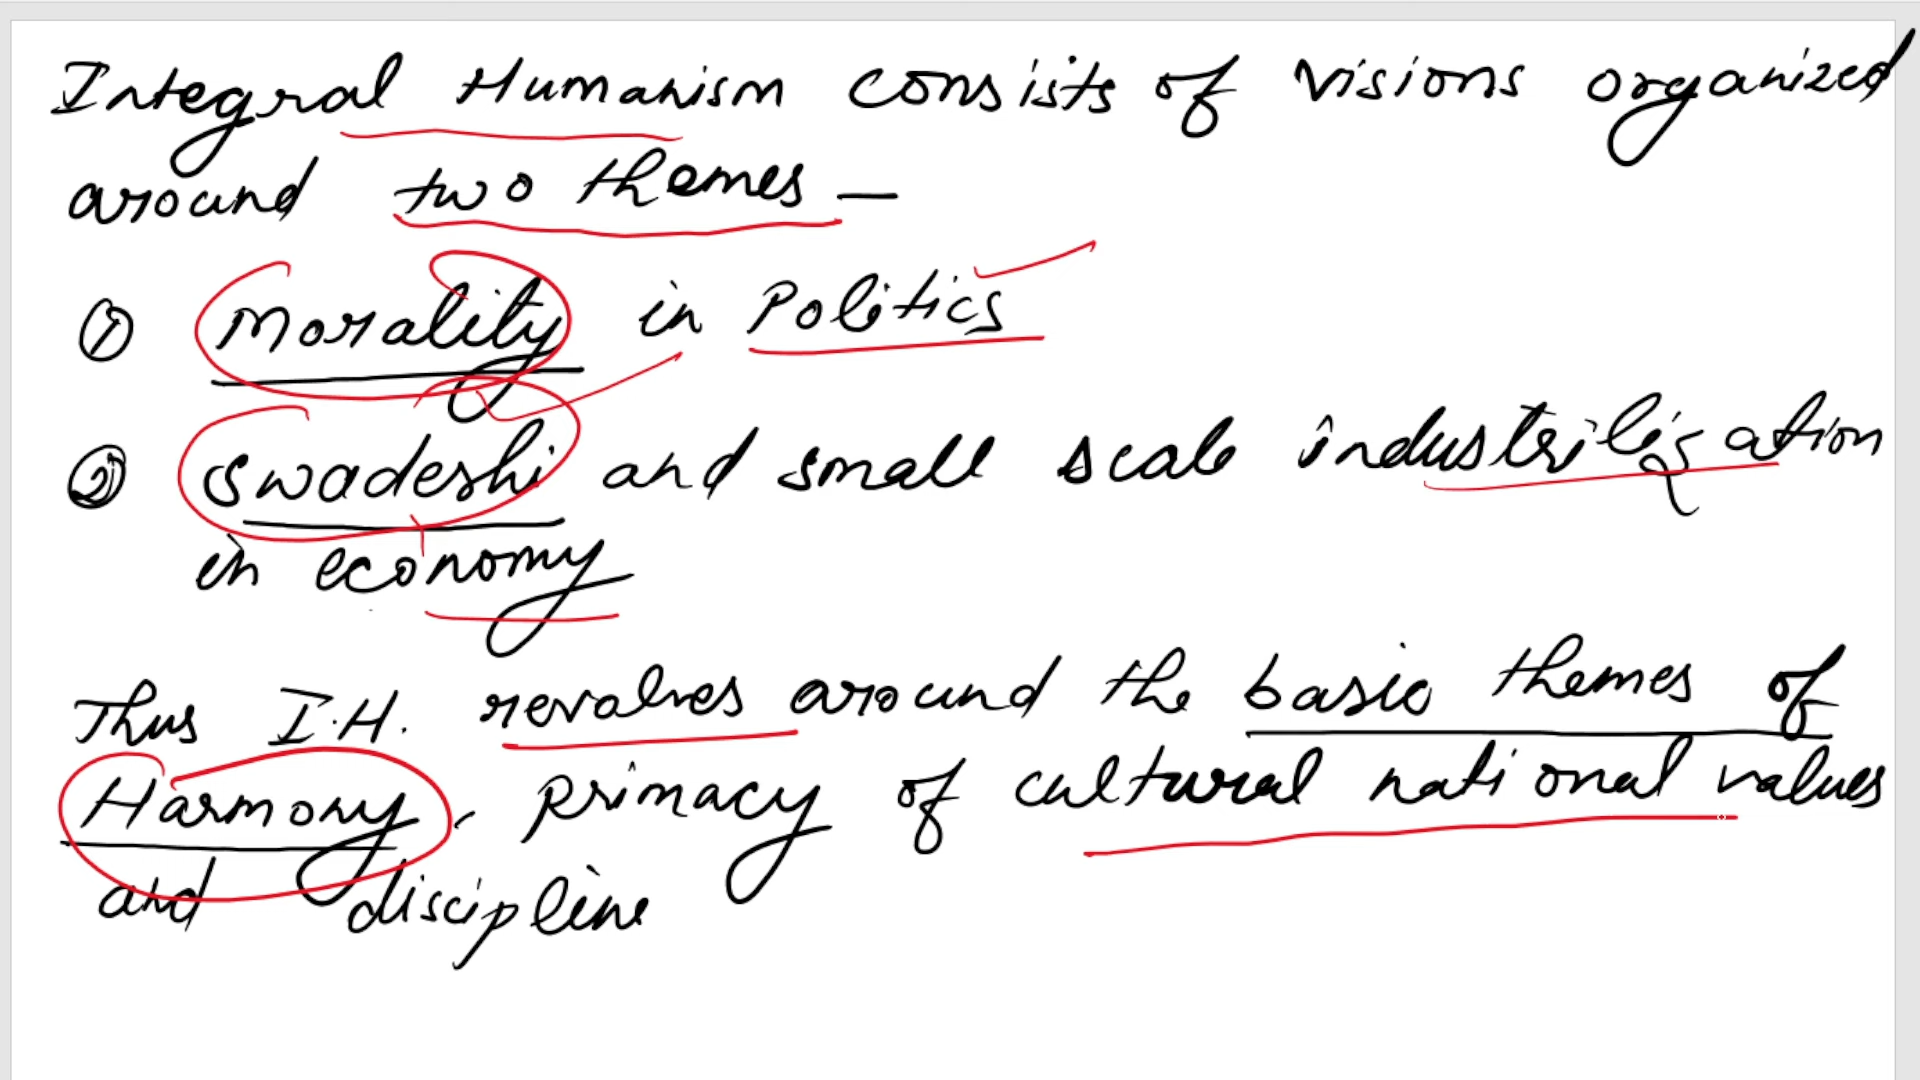 Integral Humanism consists of visions organized
around two themes –
① Morality in Politics
② Swadeshi and small scale industrilization
in economy
Thus I.H. revolves around the basic themes of
Harmony, primacy of cultural national values
and discipline